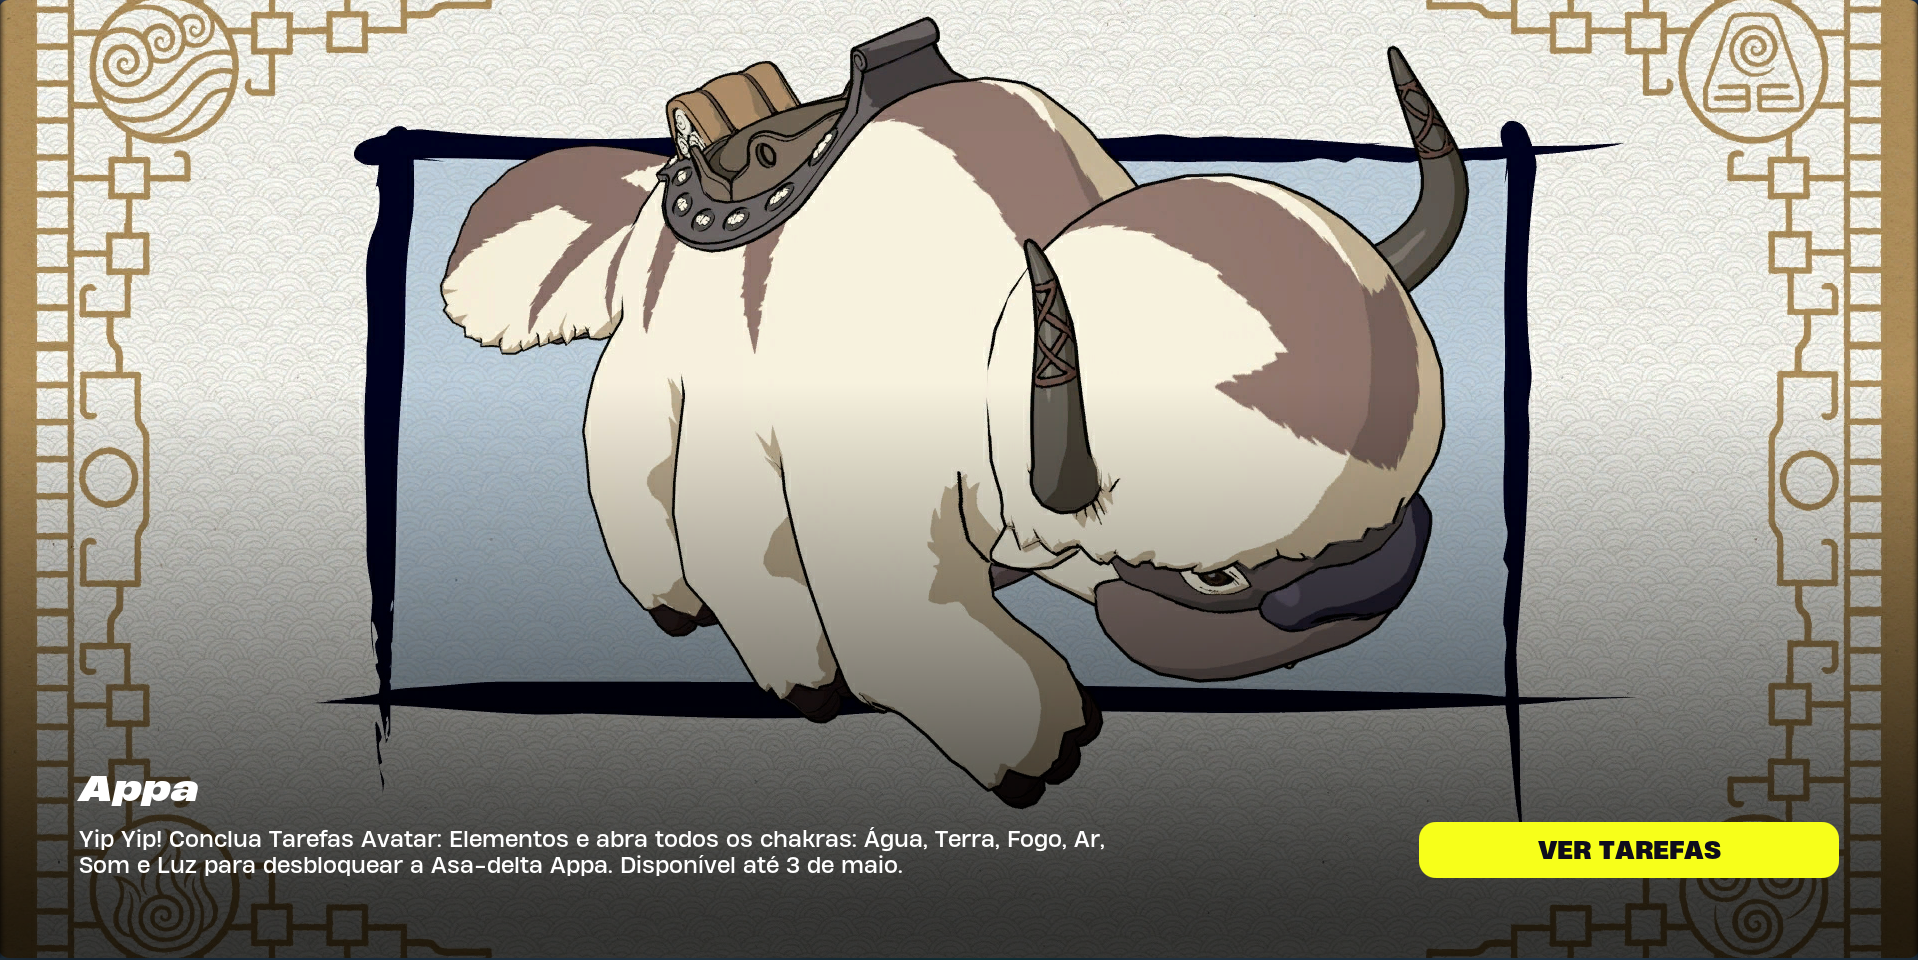 Appa
Yip Yip! Conclua Tarefas Avatar: Elementos e abra todos os chakras: Água, Terra, Fogo, Ar,
Som e Luz para desbloquear a Asa-delta Appa. Disponível até 3 de maio.
VER TAREFAS